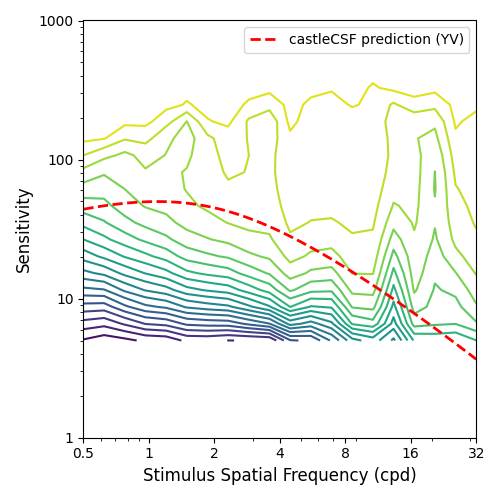 1000
castleCSF prediction (YV)
100
Sensitivity
10
1
0.5 1 2 4 8 16 32
Stimulus Spatial Frequency (cpd)